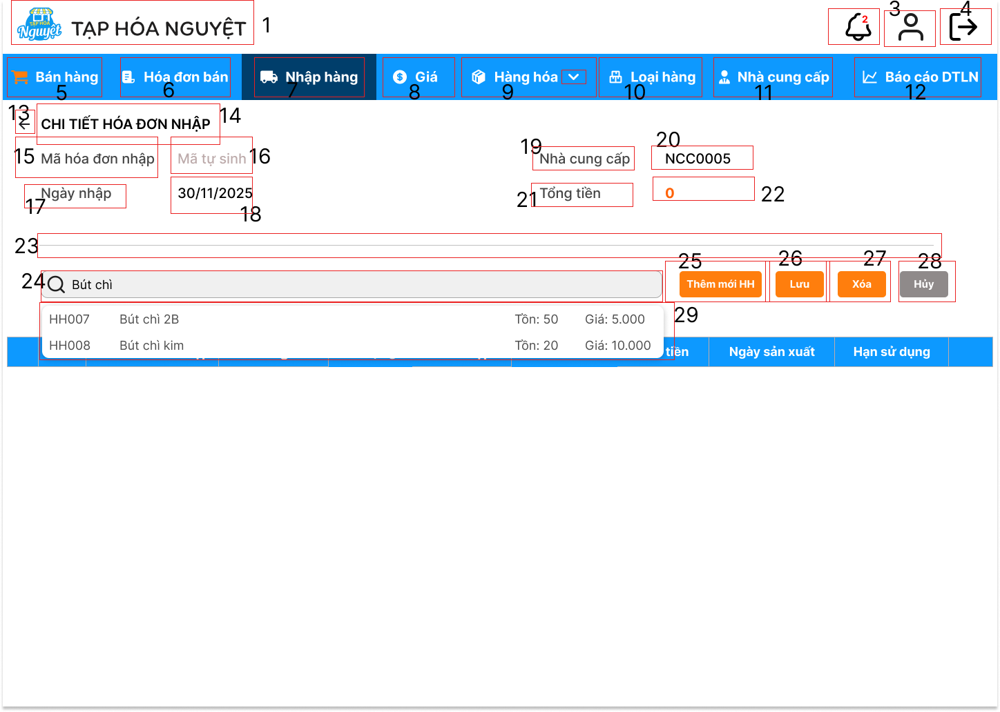 TẠP HÓA
Nguyệt
TẠP HÓA NGUYỆT
1
2
3
4
Bán hàng
Hóa đơn bán
Nhập hàng
Giá
Hàng hóa
Loại hàng
Nhà cung cấp
Báo cáo DTLN
5
6
7
8
9
10
11
12
13
CHI TIẾT HÓA ĐƠN NHẬP
14
15
Mã hóa đơn nhập
Mã tự sinh
16
19
Nhà cung cấp
20
NCC0005
17
Ngày nhập
30/11/2025
18
21
Tổng tiền
0
22
23
24
Bút chì
25
Thêm mới HH
26
Lưu
27
Xóa
28
Hủy
29
HH007 Bút chì 2B Tồn: 50 Giá: 5.000
HH008 Bút chì kim Tồn: 20 Giá: 10.000
tiền
Ngày sản xuất
Hạn sử dụng